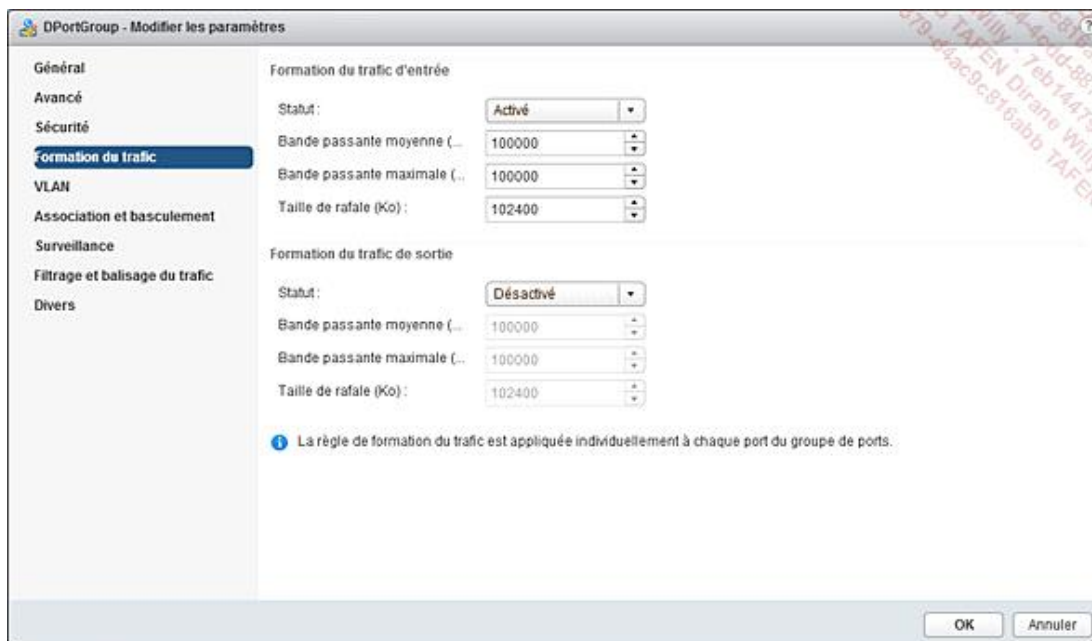 DPortGroup - Modifier les paramètres
?
Général
Avancé
Sécurité
Formation du trafic
VLAN
Association et basculement
Surveillance
Filtrage et balisage du trafic
Divers
Formation du trafic d'entrée
Statut : Activé
Bande passante moyenne (... 100000
Bande passante maximale (... 100000
Taille de rafale (Ko) : 102400
Formation du trafic de sortie
Statut : Désactivé
Bande passante moyenne (... 100000
Bande passante maximale (... 100000
Taille de rafale (Ko) : 102400
La règle de formation du trafic est appliquée individuellement à chaque port du groupe de ports.
OK Annuler